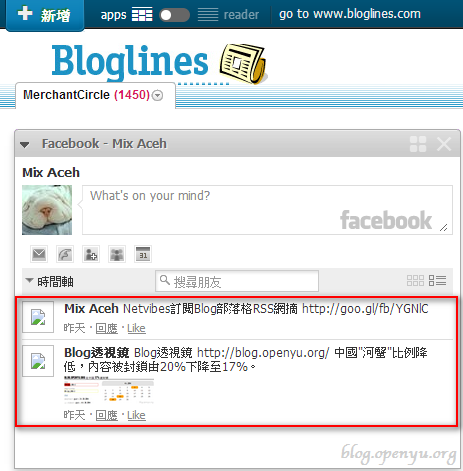 新增 apps reader go to www.bloglines.com
Bloglines
MerchantCircle (1450)
Facebook - Mix Aceh
Mix Aceh
What's on your mind?
facebook
31
時間軸 搜尋朋友
Mix Aceh Netvibes訂閱Blog部落格RSS網摘 http://goo.gl/fb/YGNlC
昨天 · 回應 · Like
Blog透視鏡 Blog透視鏡 http://blog.openyu.org/ 中國"河蟹"比例降
低，內容被封鎖由20%下降至17%。
昨天 · 回應 · Like
blog.openyu.org